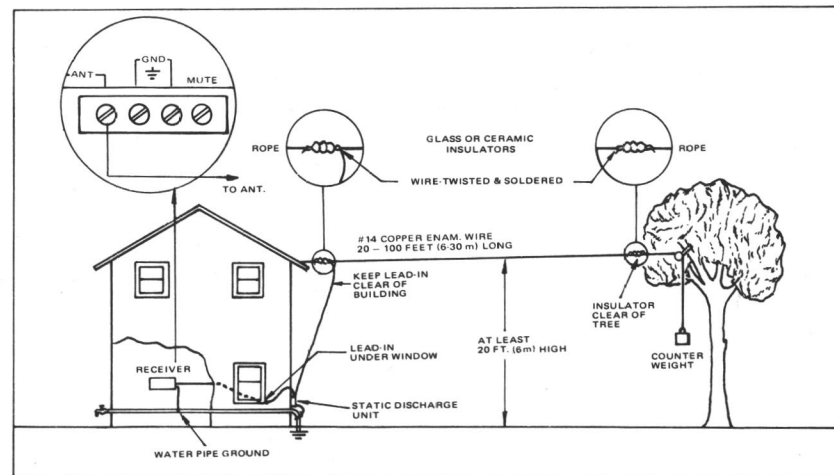 GND
ANT
MUTE
TO ANT.
ROPE
GLASS OR CERAMIC
INSULATORS
WIRE-TWISTED & SOLDERED
ROPE
#14 COPPER ENAM. WIRE
20 – 100 FEET (6-30 m) LONG
KEEP LEAD-IN
CLEAR OF
BUILDING
INSULATOR
CLEAR OF
TREE
AT LEAST
20 FT. (6m) HIGH
COUNTER
WEIGHT
LEAD-IN
UNDER WINDOW
RECEIVER
STATIC DISCHARGE
UNIT
WATER PIPE GROUND